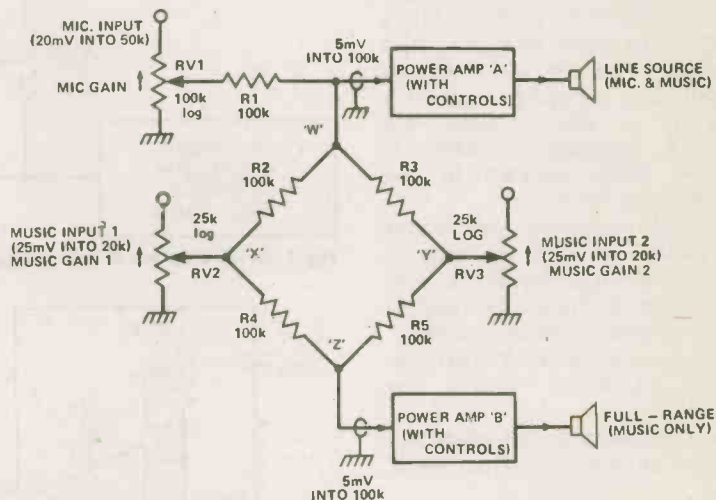 MIC. INPUT
(20mV INTO 50k)
RV1
MIC GAIN
100k
log
R1
100k
5mV
INTO 100k
POWER AMP 'A'
(WITH
CONTROLS)
LINE SOURCE
(MIC. & MUSIC)
'W'
R2
100k
R3
100k
MUSIC INPUT 1
(25mV INTO 20k)
MUSIC GAIN 1
25k
log
RV2
'X'
'Y'
25k
LOG
RV3
MUSIC INPUT 2
(25mV INTO 20k)
MUSIC GAIN 2
R4
100k
R5
100k
'Z'
POWER AMP 'B'
(WITH
CONTROLS)
FULL – RANGE
(MUSIC ONLY)
5mV
INTO 100k